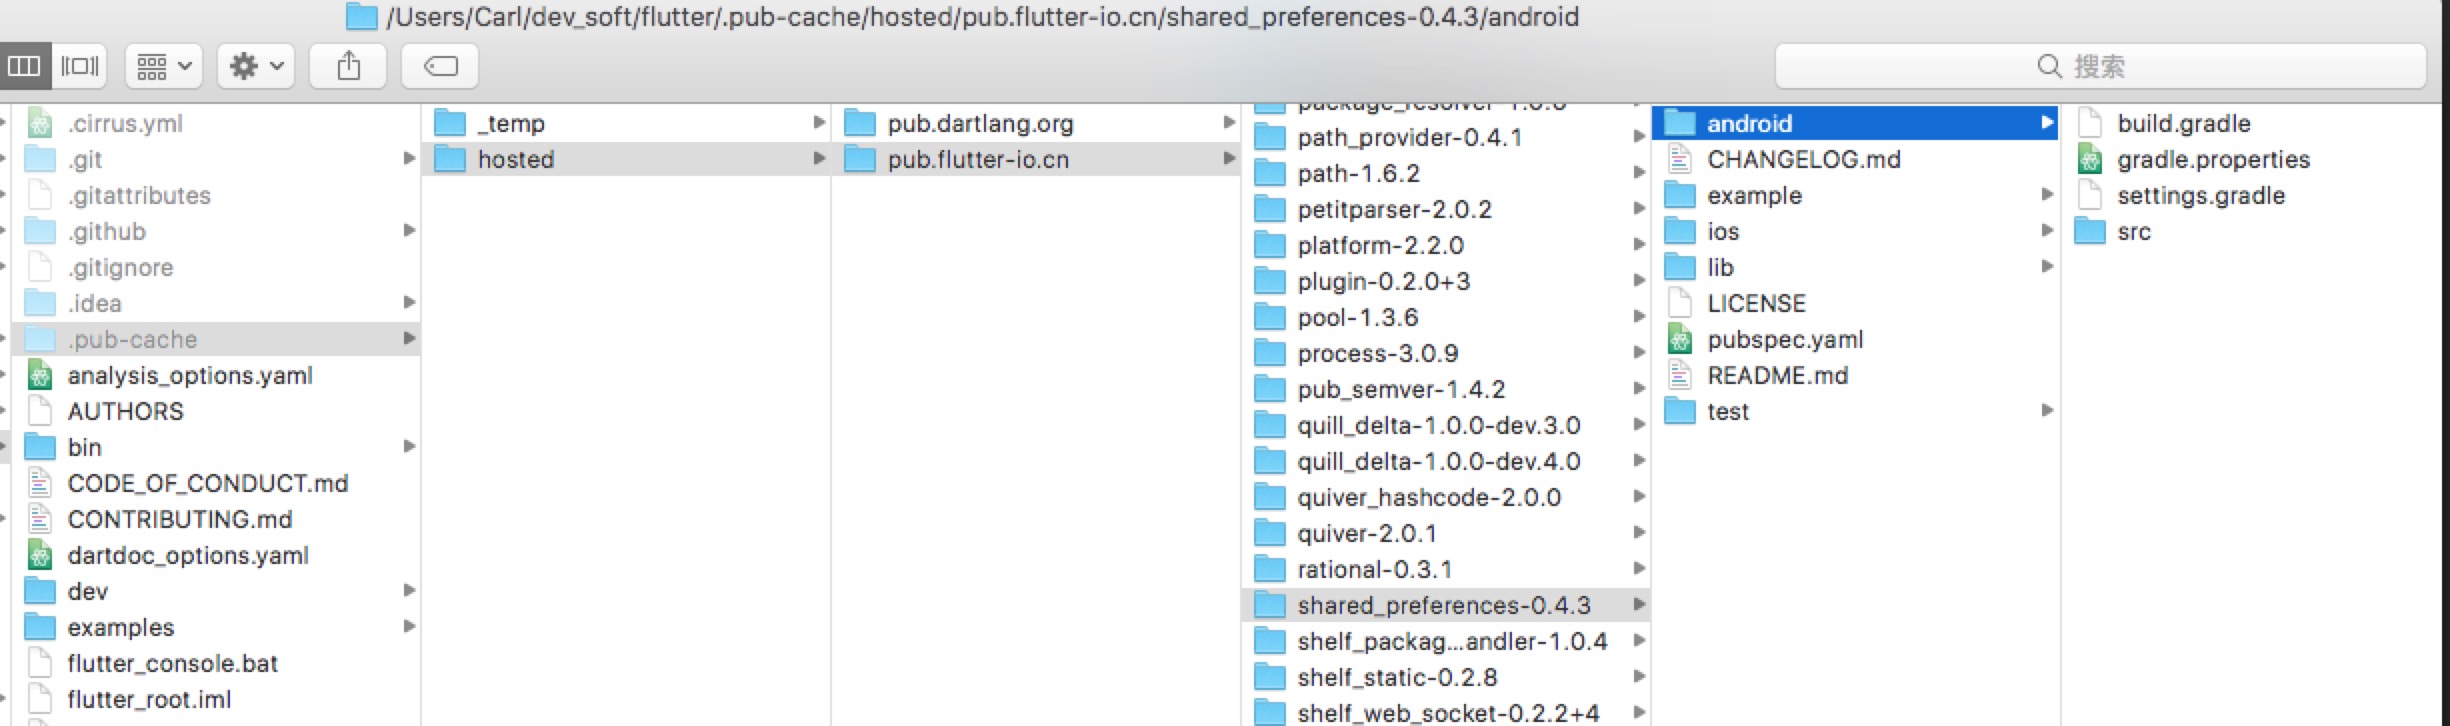 /Users/Carl/dev_soft/flutter/.pub-cache/hosted/pub.flutter-io.cn/shared_preferences-0.4.3/android
搜索
.cirrus.yml
.git
.gitattributes
.github
.gitignore
.idea
.pub-cache
analysis_options.yaml
AUTHORS
bin
CODE_OF_CONDUCT.md
CONTRIBUTING.md
dartdoc_options.yaml
dev
examples
flutter_console.bat
flutter_root.iml
_temp
hosted
pub.dartlang.org
pub.flutter-io.cn
path_provider-0.4.1
path-1.6.2
petitparser-2.0.2
platform-2.2.0
plugin-0.2.0+3
pool-1.3.6
process-3.0.9
pub_semver-1.4.2
quill_delta-1.0.0-dev.3.0
quill_delta-1.0.0-dev.4.0
quiver_hashcode-2.0.0
quiver-2.0.1
rational-0.3.1
shared_preferences-0.4.3
shelf_packag...andler-1.0.4
shelf_static-0.2.8
shelf_web_socket-0.2.2+4
android
CHANGELOG.md
example
ios
lib
LICENSE
pubspec.yaml
README.md
test
build.gradle
gradle.properties
settings.gradle
src